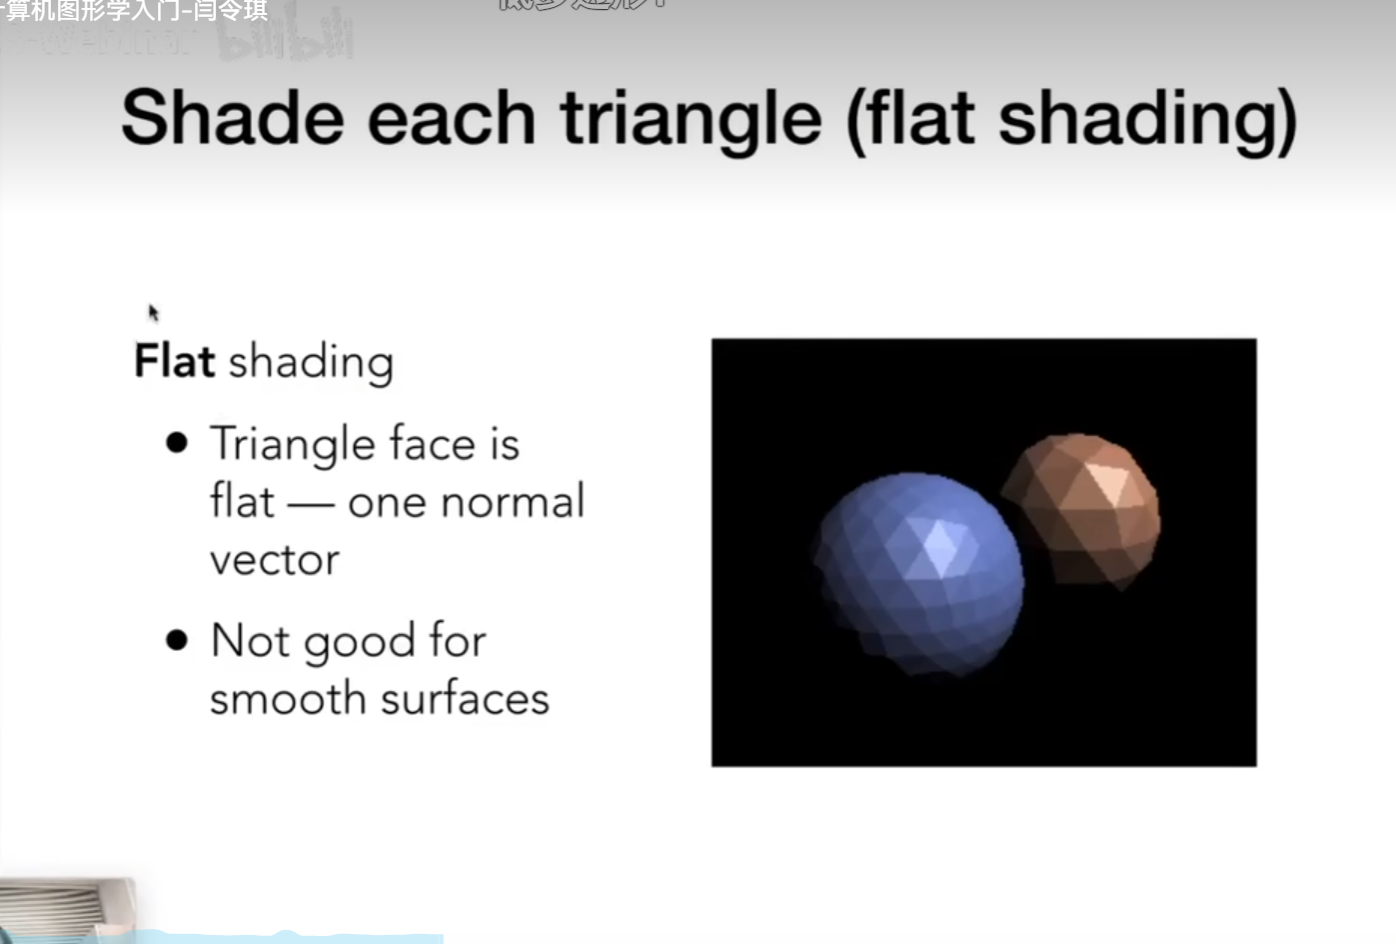 算机图形学入门-闫令琪
bilibili
Shade each triangle (flat shading)
Flat shading
● Triangle face is
flat — one normal
vector
● Not good for
smooth surfaces